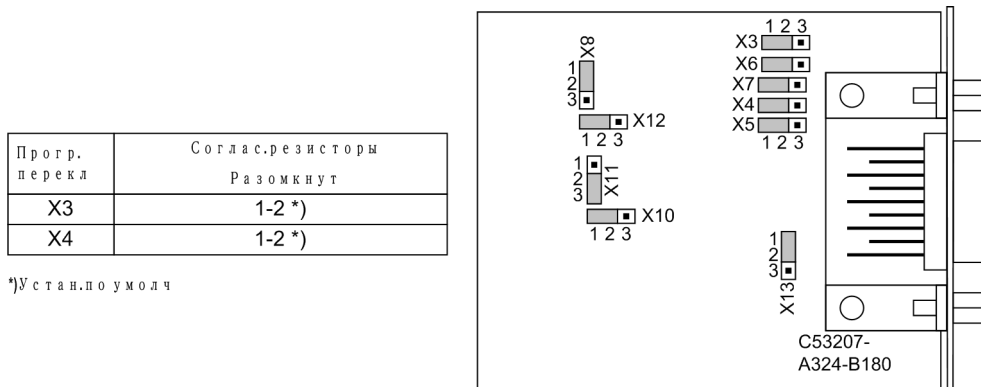 Прогр.
перекл
Соглас.резисторы
Разомкнут
X3
1-2 *)
X4
1-2 *)
*)Устан.по умолч
X8
1
2
3
X12
1 2 3
1
2
3
X11
X10
1 2 3
1 2 3
X3
X6
X7
X4
X5
1 2 3
1
2
3
X13
C53207-
A324-B180